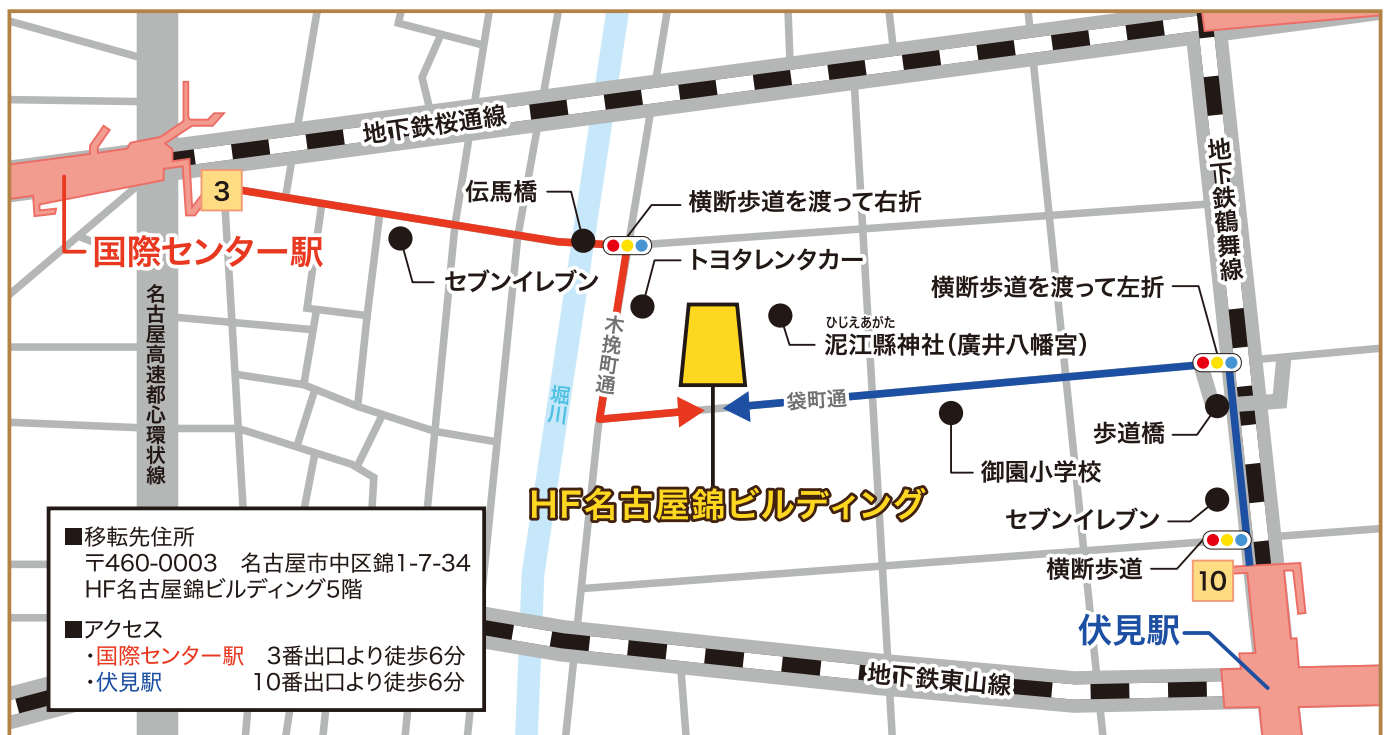 地下鉄桜通線
3
国際センター駅
伝馬橋
横断歩道を渡って右折
セブンイレブン
トヨタレンタカー
地下鉄鶴舞線
横断歩道を渡って左折
名古屋高速都心環状線
木挽町通
ひじえあがた
泥江縣神社（廣井八幡宮）
堀川
袋町通
歩道橋
御園小学校
HF名古屋錦ビルディング
セブンイレブン
横断歩道
10
伏見駅
地下鉄東山線
■移転先住所
〒460-0003　名古屋市中区錦1-7-34
HF名古屋錦ビルディング5階
■アクセス
・国際センター駅　3番出口より徒歩6分
・伏見駅　10番出口より徒歩6分